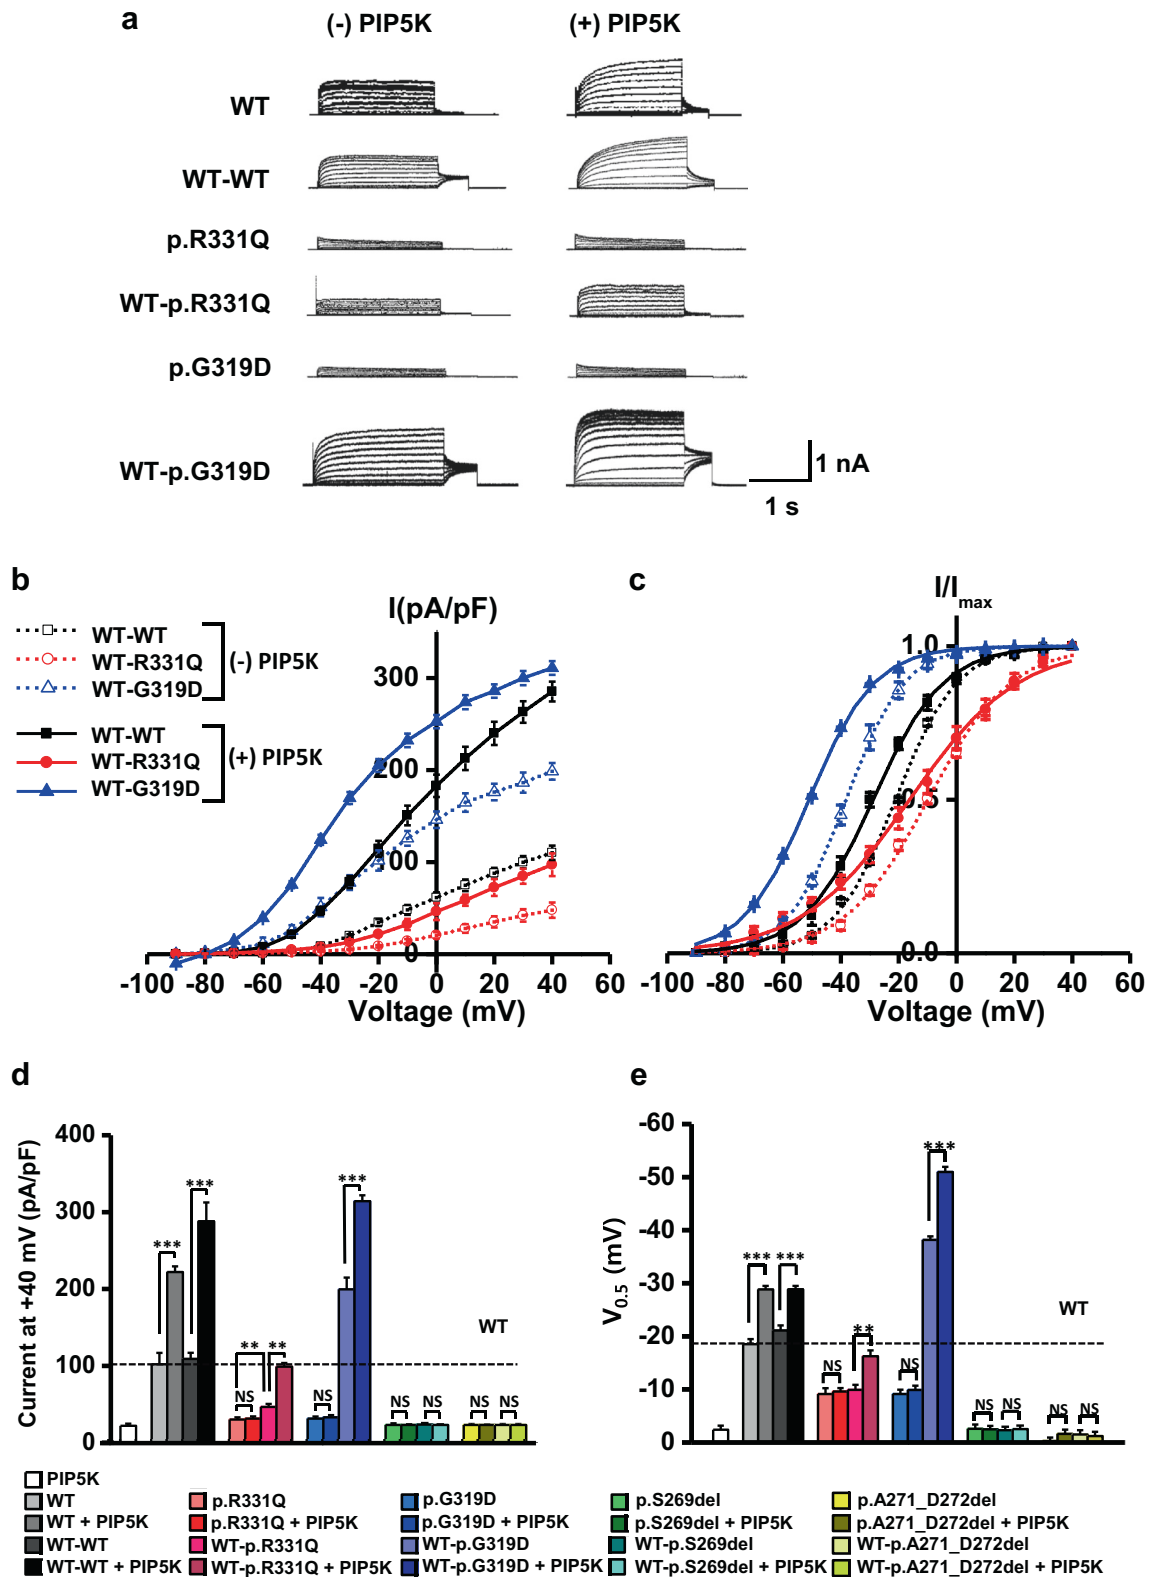 a
(-) PIP5K
(+) PIP5K
WT
WT-WT
p.R331Q
WT-p.R331Q
p.G319D
WT-p.G319D
1 nA
1 s
b
I(pA/pF)
WT-WT
WT-R331Q
WT-G319D
(-) PIP5K
WT-WT
WT-R331Q
WT-G319D
(+) PIP5K
300
200
100
0
-100 -80 -60 -40 -20 0 20 40 60
Voltage (mV)
c
I/Imax
1.0
0.5
0.0
-100 -80 -60 -40 -20 0 20 40 60
Voltage (mV)
d
Current at +40 mV (pA/pF)
400
300
200
100
0
*** *** ** ** NS *** NS NS NS NS NS
WT
e
V0.5 (mV)
-60
-50
-40
-30
-20
-10
0
*** *** NS ** NS *** NS NS NS NS
WT
PIP5K
WT
WT + PIP5K
WT-WT
WT-WT + PIP5K
p.R331Q
p.R331Q + PIP5K
WT-p.R331Q
WT-p.R331Q + PIP5K
p.G319D
p.G319D + PIP5K
WT-p.G319D
WT-p.G319D + PIP5K
p.S269del
p.S269del + PIP5K
WT-p.S269del
WT-p.S269del + PIP5K
p.A271_D272del
p.A271_D272del + PIP5K
WT-p.A271_D272del
WT-p.A271_D272del + PIP5K